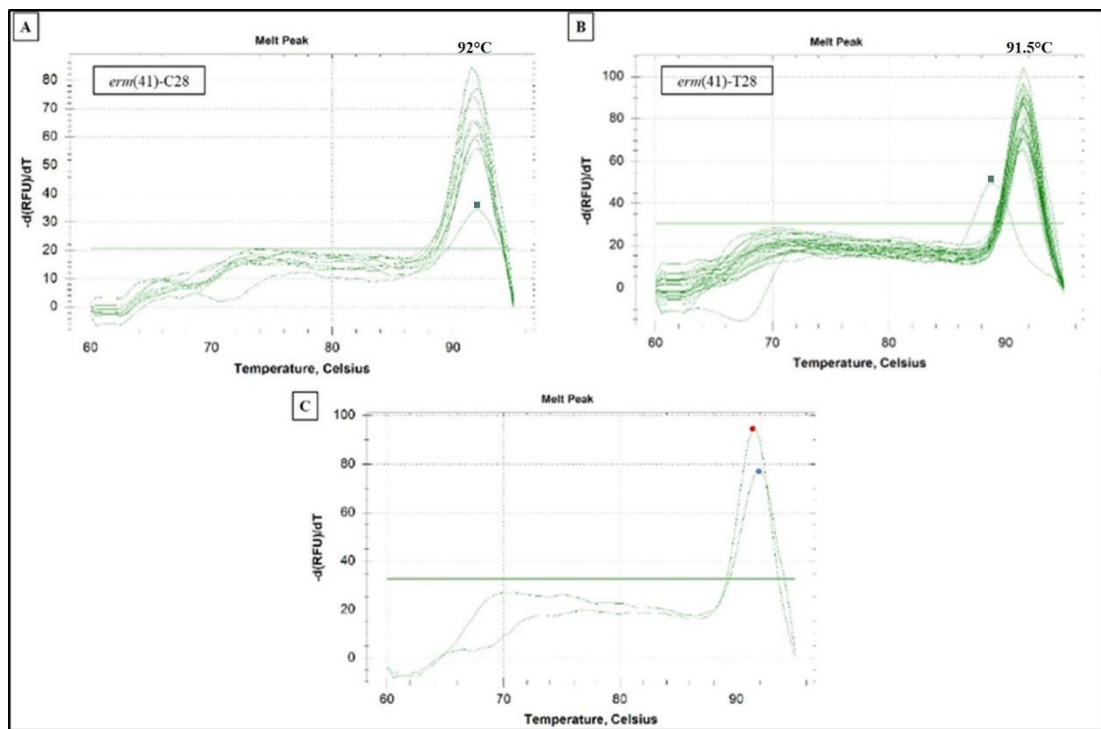 A
Melt Peak
92°C
erm(41)-C28
-d(RFU)/dT
80
70
60
50
40
30
20
10
0
60
70
80
90
Temperature, Celsius
B
Melt Peak
91.5°C
erm(41)-T28
-d(RFU)/dT
100
80
60
40
20
0
60
70
80
90
Temperature, Celsius
C
Melt Peak
-d(RFU)/dT
100
80
60
40
20
0
60
70
80
90
Temperature, Celsius